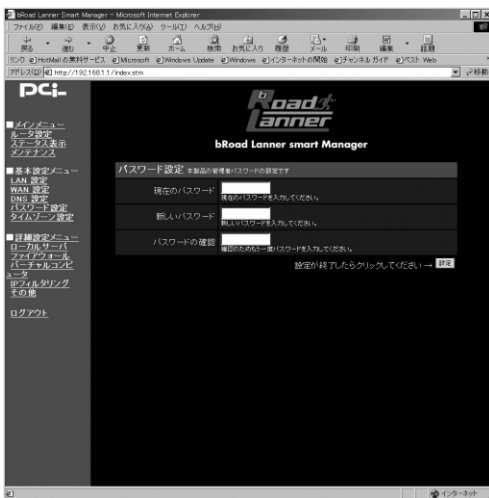 bRoad Lanner Smart Manager - Microsoft Internet Explorer
ファイル(F) 編集(E) 表示(V) お気に入り(A) ツール(T) ヘルプ(H)
戻る 進む 中止 更新 ホーム 検索 お気に入り 履歴 メール 印刷 編集 話題
リンク HotMail の無料サービス Microsoft Windows Update Windows インターネットの開始 チャンネル ガイド ベスト Web
アドレス(D) http://192.168.1.1/index.stm 移動
PCi-
bRoad Lanner
bRoad Lanner smart Manager
■メインメニュー
ルータ設定
ステータス表示
メンテナンス
■基本設定メニュー
LAN 設定
WAN 設定
DNS 設定
パスワード設定
タイムゾーン設定
■詳細設定メニュー
ローカルサーバ
ファイアウォール
バーチャルコンピ
ュータ
IPフィルタリング
その他
ログアウト
パスワード設定 本製品の管理者パスワードの設定です
現在のパスワード
現在のパスワードを入力してください。
新しいパスワード
新しいパスワードを入力してください。
パスワードの確認
確認のためもう一度パスワードを入力してください。
設定が終了したらクリックしてください → 設定
インターネット